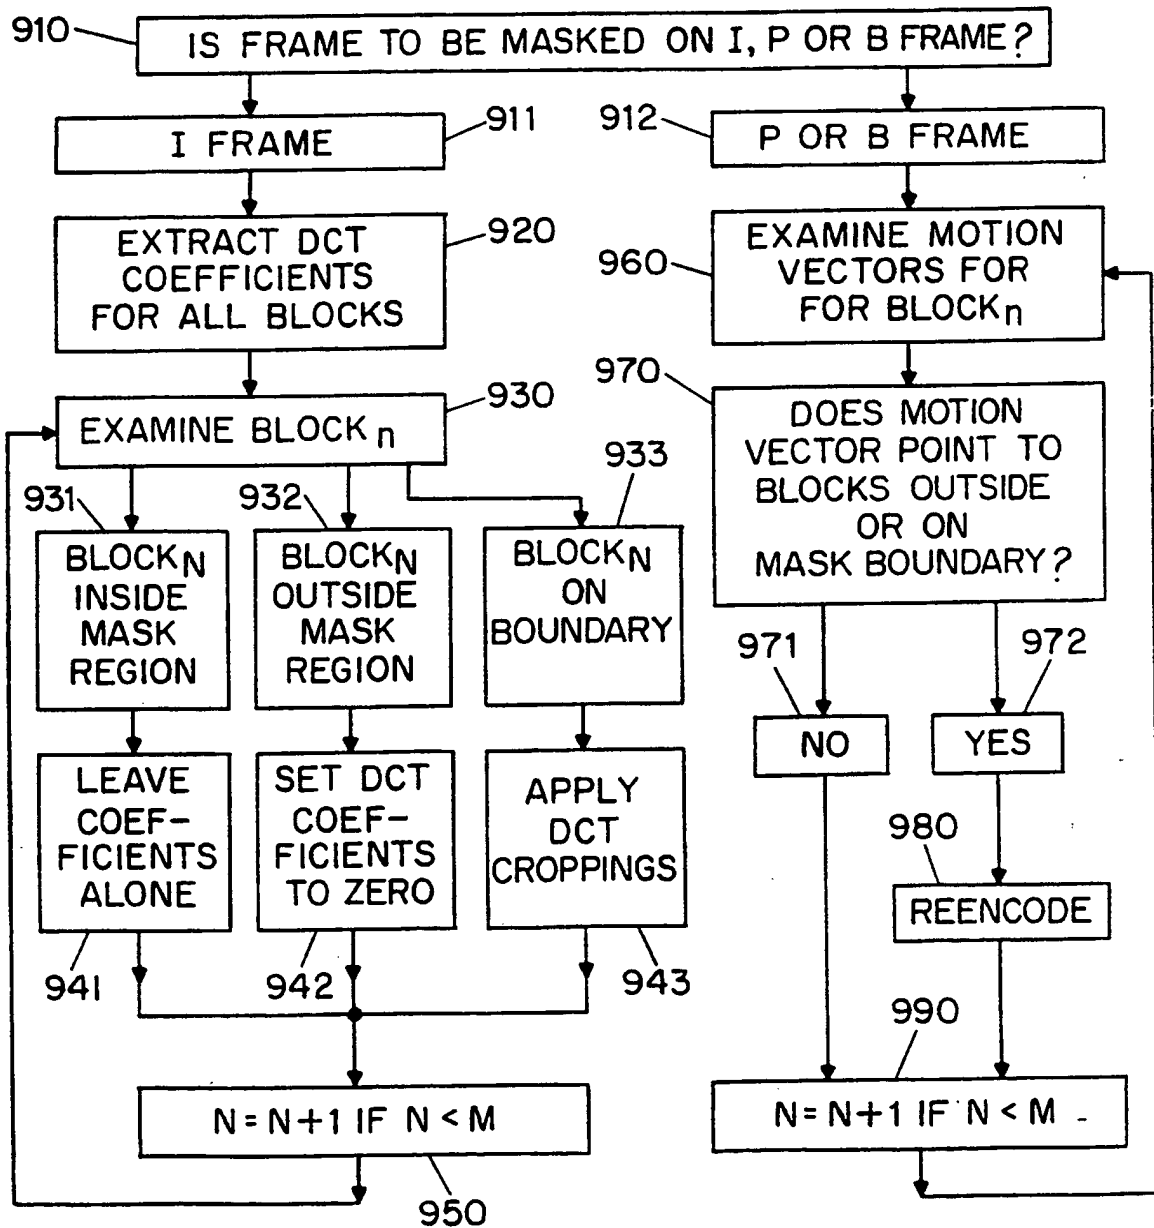 910
IS FRAME TO BE MASKED ON I, P OR B FRAME?
I FRAME
911
912
P OR B FRAME
EXTRACT DCT
COEFFICIENTS
FOR ALL BLOCKS
920
960
EXAMINE MOTION
VECTORS FOR
FOR BLOCKn
EXAMINE BLOCKn
930
970
DOES MOTION
VECTOR POINT TO
BLOCKS OUTSIDE
OR ON
MASK BOUNDARY?
931
BLOCKN
INSIDE
MASK
REGION
932
BLOCKN
OUTSIDE
MASK
REGION
933
BLOCKN
ON
BOUNDARY
971
NO
972
YES
LEAVE
COEF-
FICIENTS
ALONE
941
SET DCT
COEF-
FICIENTS
TO ZERO
942
APPLY
DCT
CROPPINGS
943
980
REENCODE
990
N=N+1 IF N<M
950
N=N+1 IF N<M